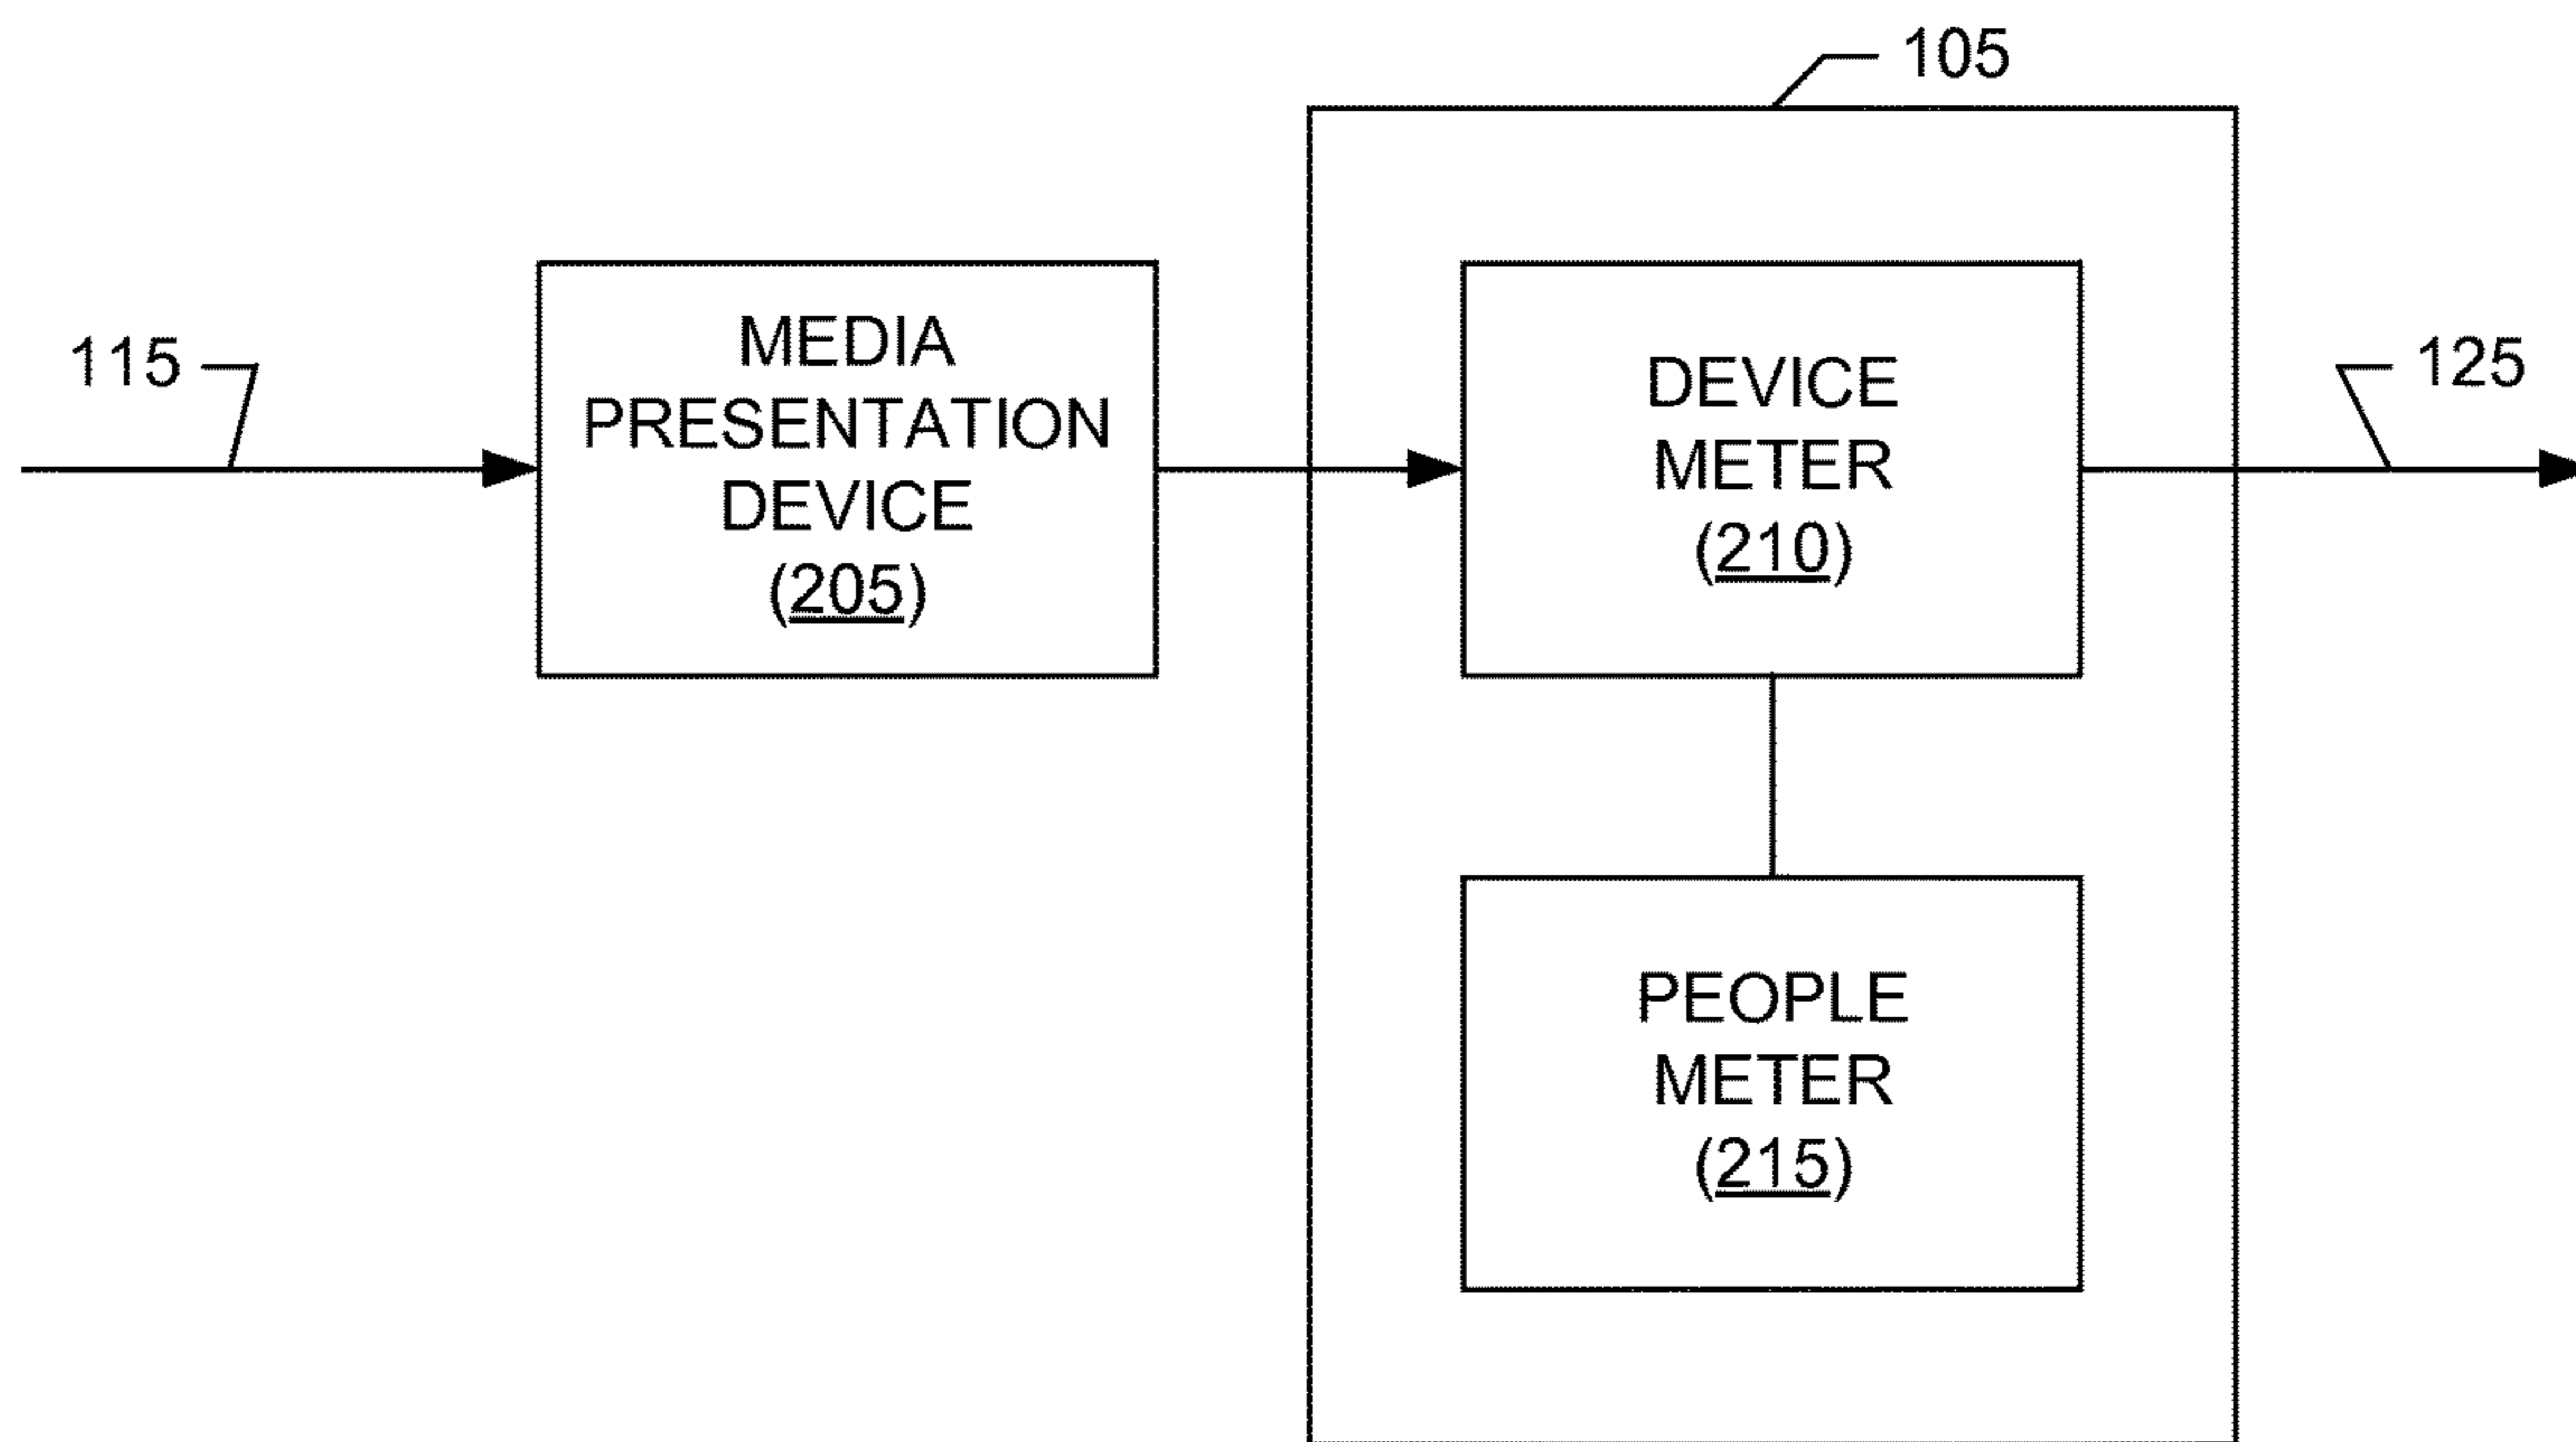 105
115
MEDIA
PRESENTATION
DEVICE
(205)
DEVICE
METER
(210)
125
PEOPLE
METER
(215)